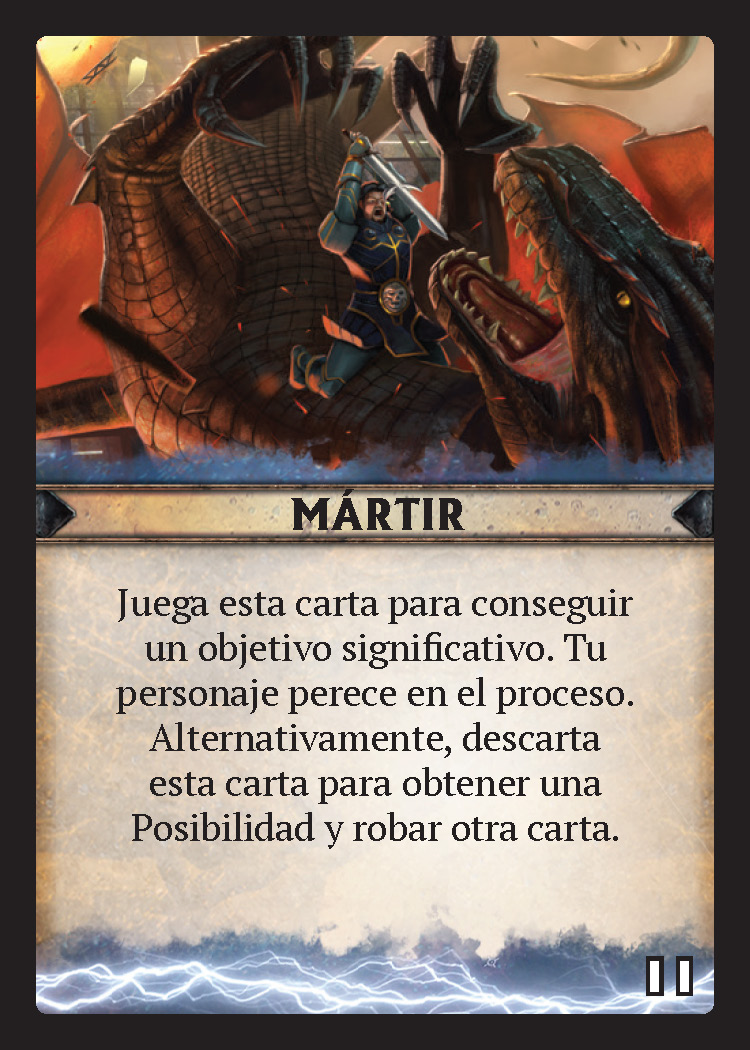 MÁRTIR
Juega esta carta para conseguir
un objetivo significativo. Tu
personaje perece en el proceso.
Alternativamente, descarta
esta carta para obtener una
Posibilidad y robar otra carta.